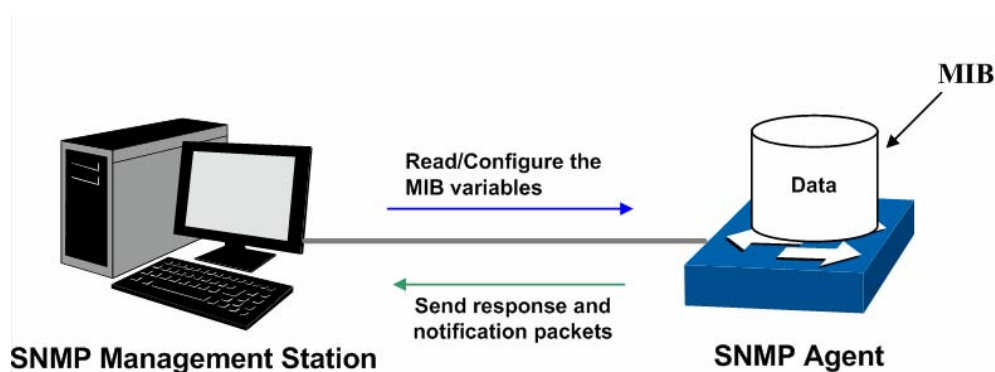 MIB
Read/Configure the
MIB variables
Data
Send response and
notification packets
SNMP Management Station
SNMP Agent